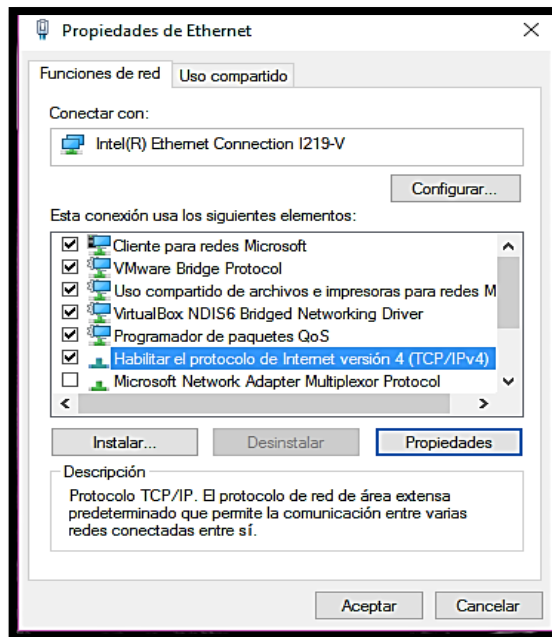 Propiedades de Ethernet
Funciones de red
Uso compartido
Conectar con:
Intel(R) Ethernet Connection I219-V
Configurar...
Esta conexión usa los siguientes elementos:
Cliente para redes Microsoft
VMware Bridge Protocol
Uso compartido de archivos e impresoras para redes M
VirtualBox NDIS6 Bridged Networking Driver
Programador de paquetes QoS
Habilitar el protocolo de Internet versión 4 (TCP/IPv4)
Microsoft Network Adapter Multiplexor Protocol
Instalar...
Desinstalar
Propiedades
Descripción
Protocolo TCP/IP. El protocolo de red de área extensa
predeterminado que permite la comunicación entre varias
redes conectadas entre sí.
Aceptar
Cancelar